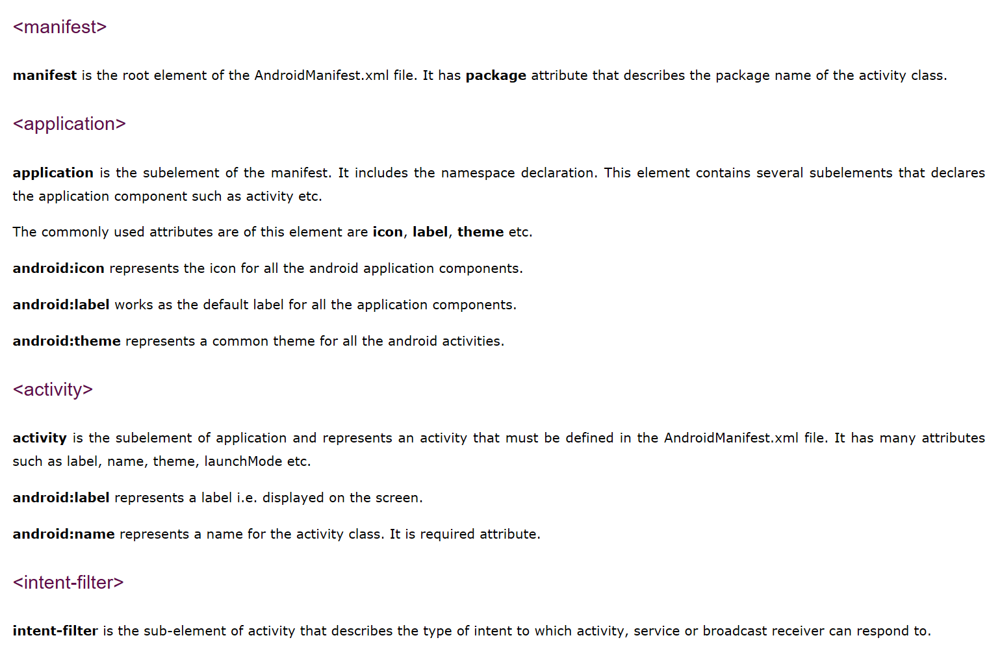 <manifest>
manifest is the root element of the AndroidManifest.xml file. It has package attribute that describes the package name of the activity class.
<application>
application is the subelement of the manifest. It includes the namespace declaration. This element contains several subelements that declares
the application component such as activity etc.
The commonly used attributes are of this element are icon, label, theme etc.
android:icon represents the icon for all the android application components.
android:label works as the default label for all the application components.
android:theme represents a common theme for all the android activities.
<activity>
activity is the subelement of application and represents an activity that must be defined in the AndroidManifest.xml file. It has many attributes
such as label, name, theme, launchMode etc.
android:label represents a label i.e. displayed on the screen.
android:name represents a name for the activity class. It is required attribute.
<intent-filter>
intent-filter is the sub-element of activity that describes the type of intent to which activity, service or broadcast receiver can respond to.